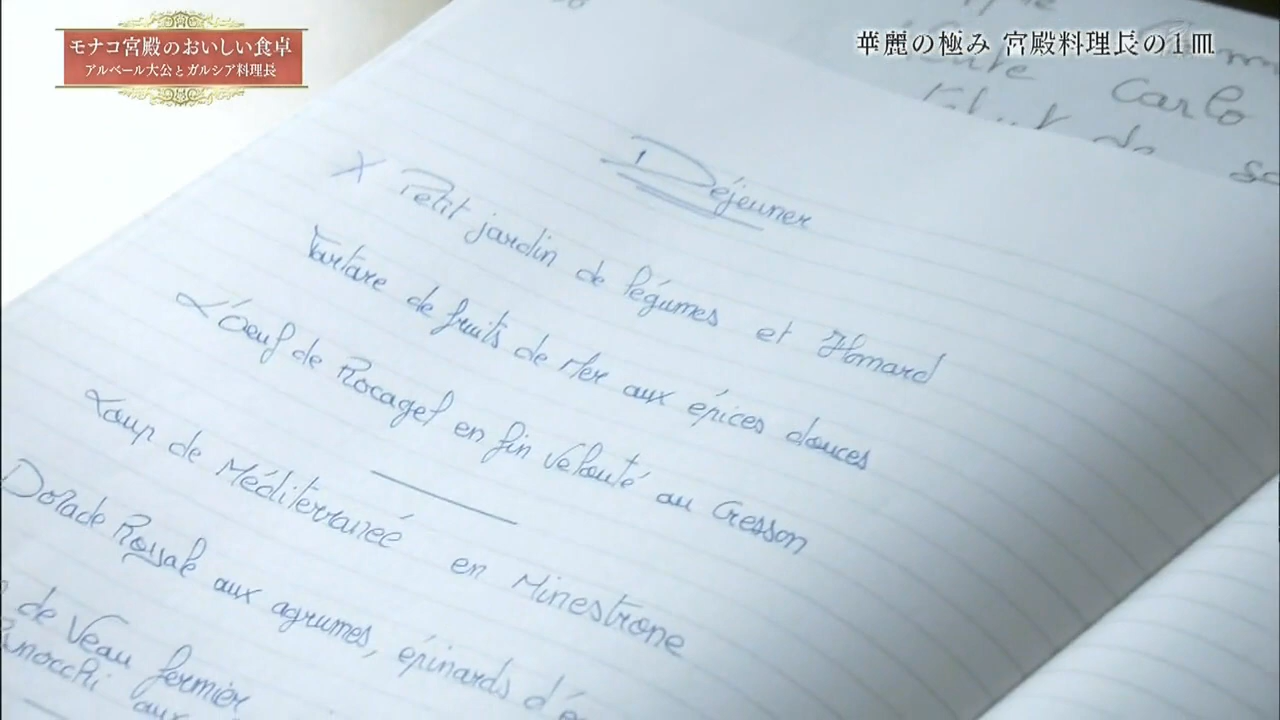 モナコ宮殿のおいしい食卓
アルベール大公とガルシア料理長
華麗の極み 宮殿料理長の1皿
Carlo
de
Déjeuner
X Petit jardin de légumes et Homard
Tartare de fruits de Mer aux épices douces
L'Oeuf de Rocagel en fin Velouté au Cresson
Loup de Méditerraneé en Minestrone
Dorade Royale aux agrumes, épinards d'é
de Veau fermier
aux